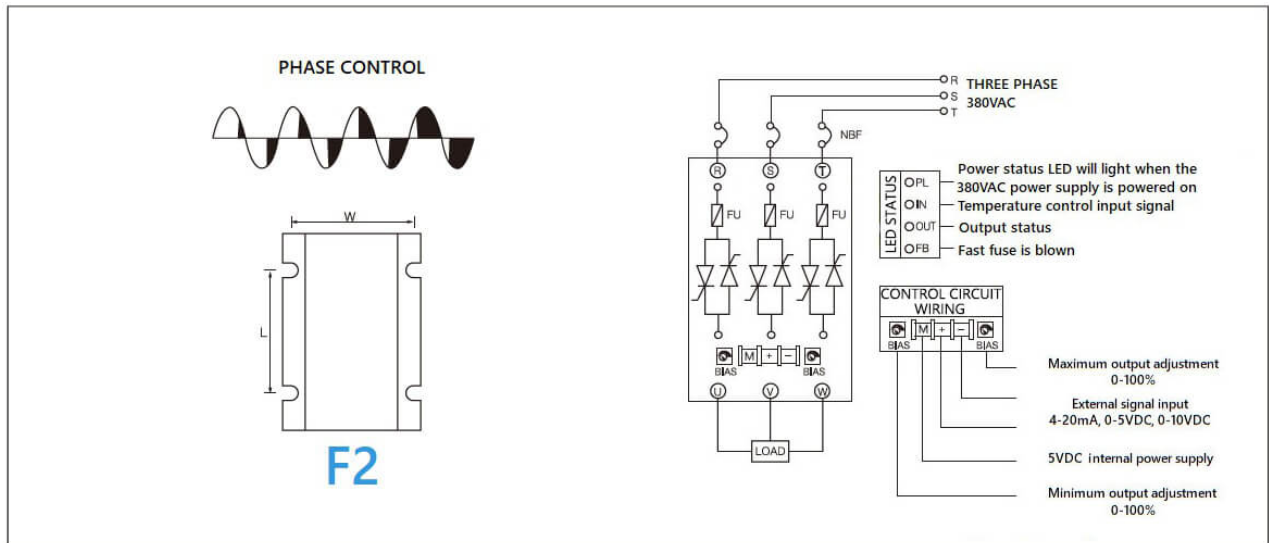 PHASE CONTROL
W
L
F2
R
S
T
THREE PHASE
380VAC
NBF
R
S
T
FU
FU
FU
BIAS
M
+
−
BIAS
U
V
W
LOAD
LED STATUS
PL
IN
OUT
FB
Power status LED will light when the
380VAC power supply is powered on
Temperature control input signal
Output status
Fast fuse is blown
CONTROL CIRCUIT
WIRING
M
+
−
BIAS
BIAS
Maximum output adjustment
0-100%
External signal input
4-20mA, 0-5VDC, 0-10VDC
5VDC internal power supply
Minimum output adjustment
0-100%